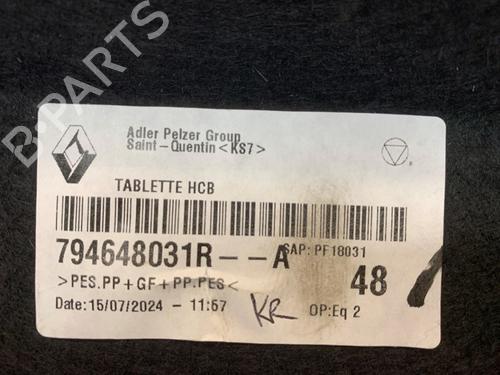 B-PARTS
Adler Pelzer Group
Saint-Quentin <KS7>
TABLETTE HCB
794648031R--A
SAP: PF18031
>PES.PP+GF+PP.PES<
48
Date:15/07/2024 - 11:57
KR
OP:Eq 2